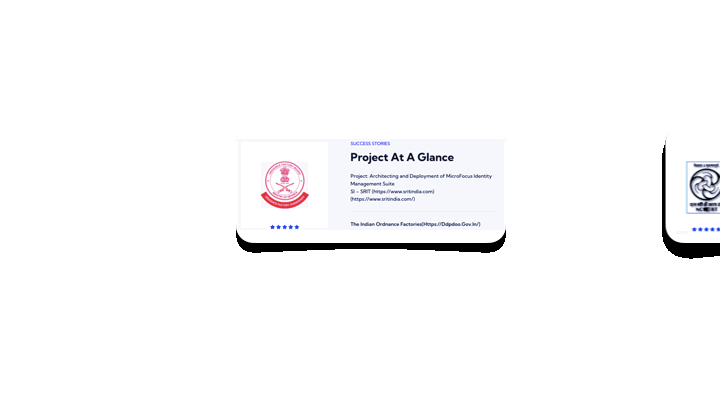 SUCCESS STORIES
Project At A Glance
Project: Architecting and Deployment of MicroFocus Identity
Management Suite
SI – SRIT (https://www.sritindia.com)
(https://www.sritindia.com/)
The Indian Ordnance Factories(Https://Ddpdoo.Gov.In/)